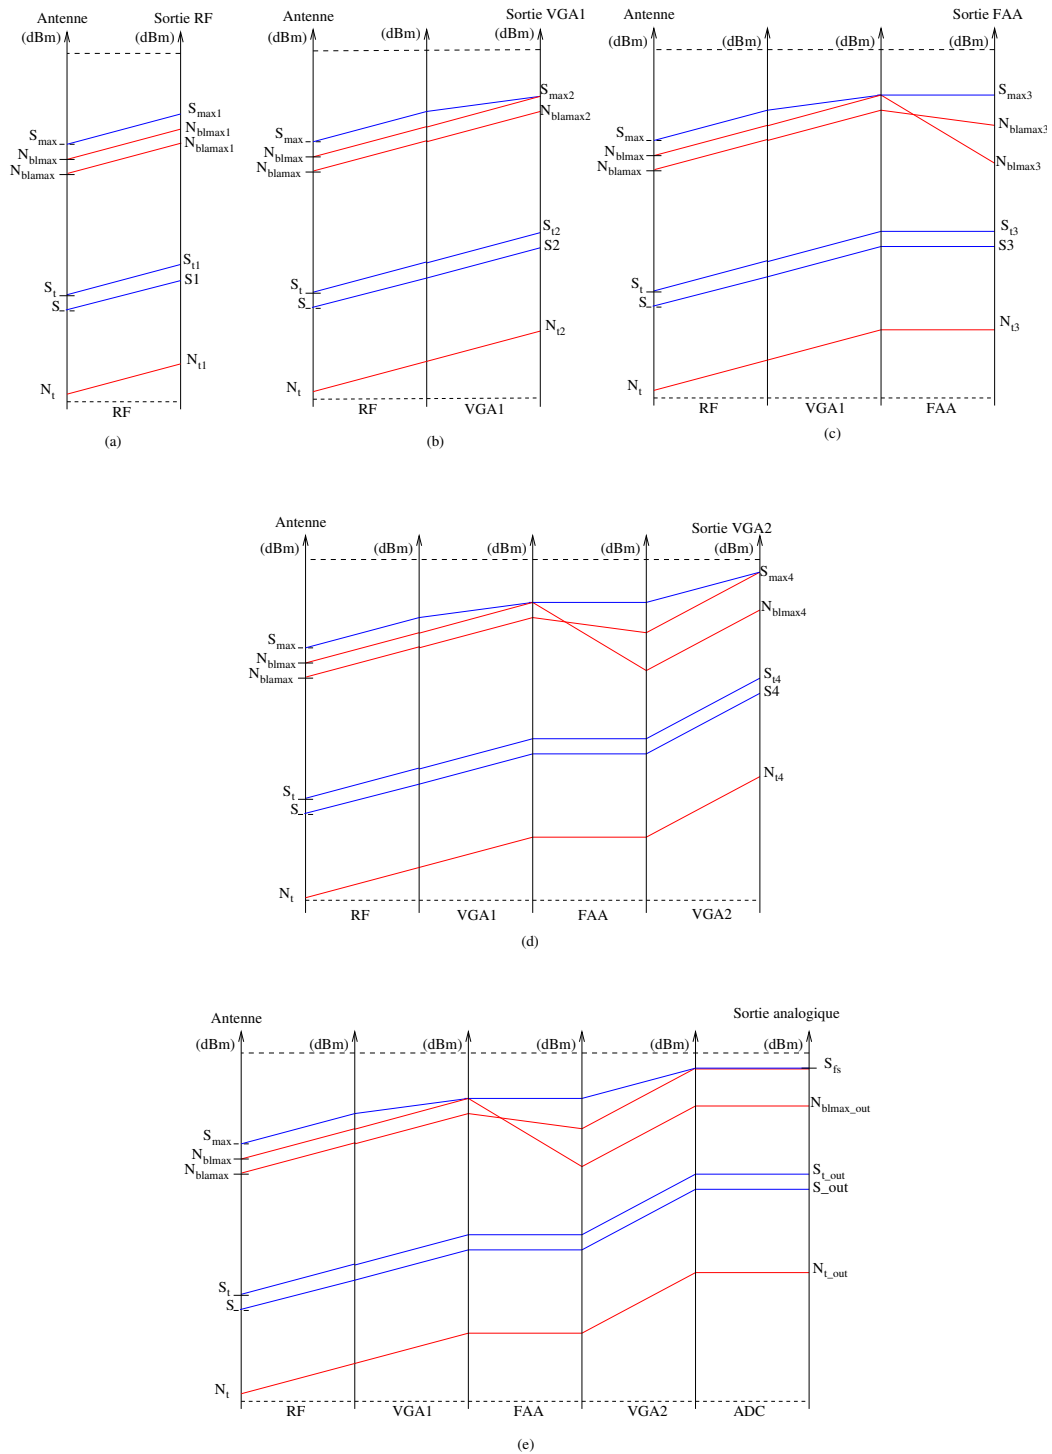 Antenne
Sortie RF
(dBm)
(dBm)
S_max1
S_max
N_blmax1
N_blmax
N_blamax1
N_blamax
S_t1
S1
S_t
S
N_t1
N_t
RF
(a)
Antenne
Sortie VGA1
(dBm)
(dBm)
(dBm)
S_max2
N_blamax2
S_max
N_blmax
N_blamax
S_t2
S2
S_t
S
N_t2
N_t
RF
VGA1
(b)
Antenne
Sortie FAA
(dBm)
(dBm)
(dBm)
(dBm)
S_max3
N_blamax3
S_max
N_blmax
N_blmax3
N_blamax
S_t3
S3
S_t
S
N_t3
N_t
RF
VGA1
FAA
(c)
Antenne
Sortie VGA2
(dBm)
(dBm)
(dBm)
(dBm)
(dBm)
S_max4
N_blmax4
S_max
N_blmax
N_blamax
S_t4
S4
N_t4
S_t
S
N_t
RF
VGA1
FAA
VGA2
(d)
Antenne
Sortie analogique
(dBm)
(dBm)
(dBm)
(dBm)
(dBm)
(dBm)
S_fs
N_blmax_out
S_max
N_blmax
N_blamax
S_t_out
S_out
N_t_out
S_t
S
N_t
RF
VGA1
FAA
VGA2
ADC
(e)